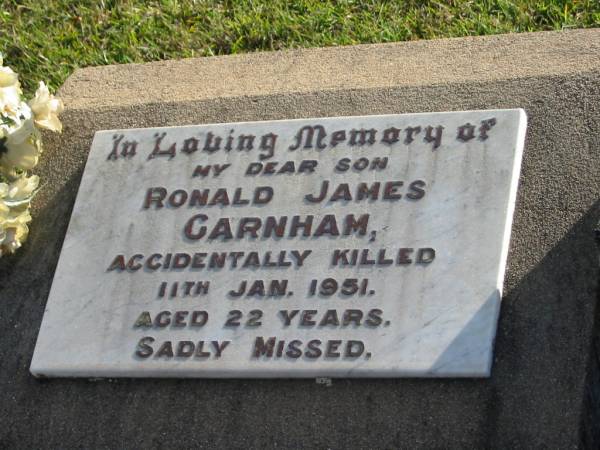 In Loving Memory of
MY DEAR SON
RONALD JAMES
GARNHAM,
ACCIDENTALLY KILLED
11TH JAN. 1951.
AGED 22 YEARS.
SADLY MISSED.